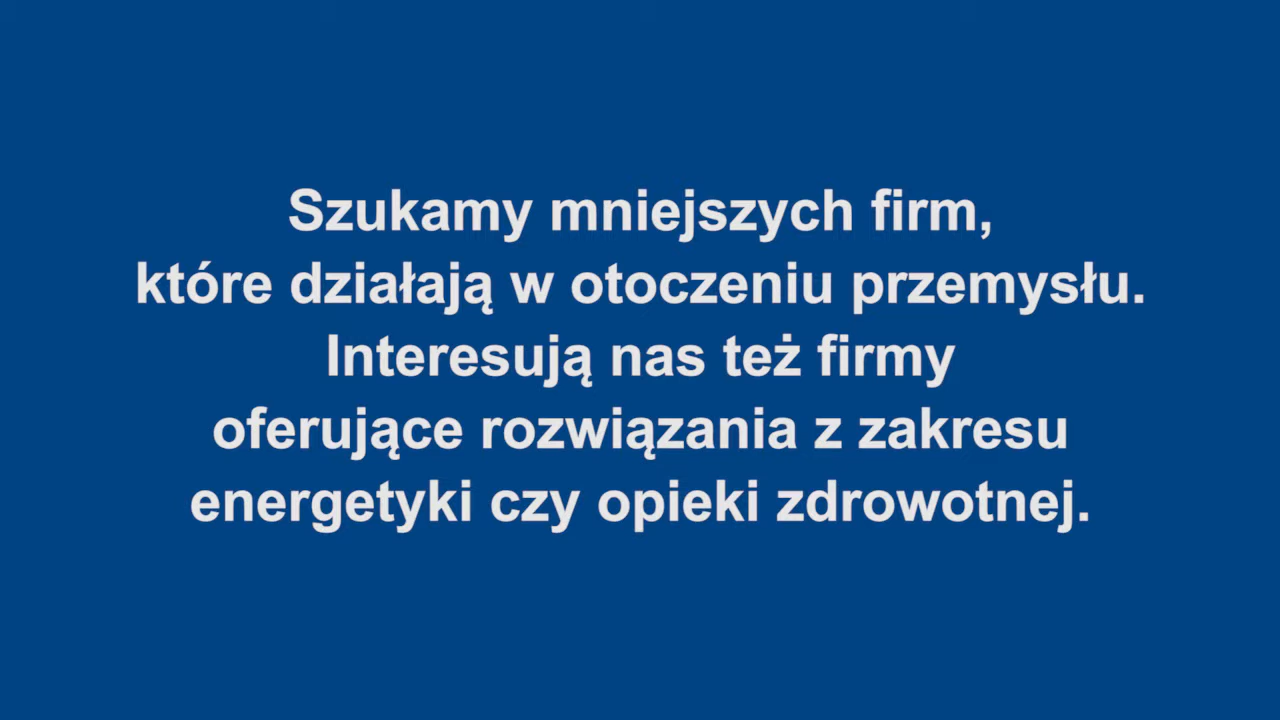 Szukamy mniejszych firm,
które działają w otoczeniu przemysłu.
Interesują nas też firmy
oferujące rozwiązania z zakresu
energetyki czy opieki zdrowotnej.